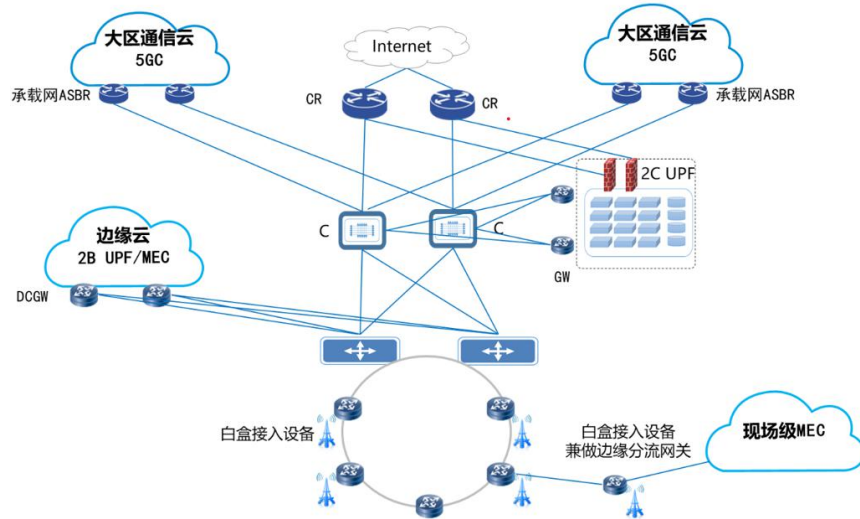 大区通信云
5GC
Internet
大区通信云
5GC
承载网ASBR
CR
CR
承载网ASBR
2C UPF
C
C
边缘云
2B UPF/MEC
GW
DCGW
白盒接入设备
白盒接入设备
兼做边缘分流网关
现场级MEC